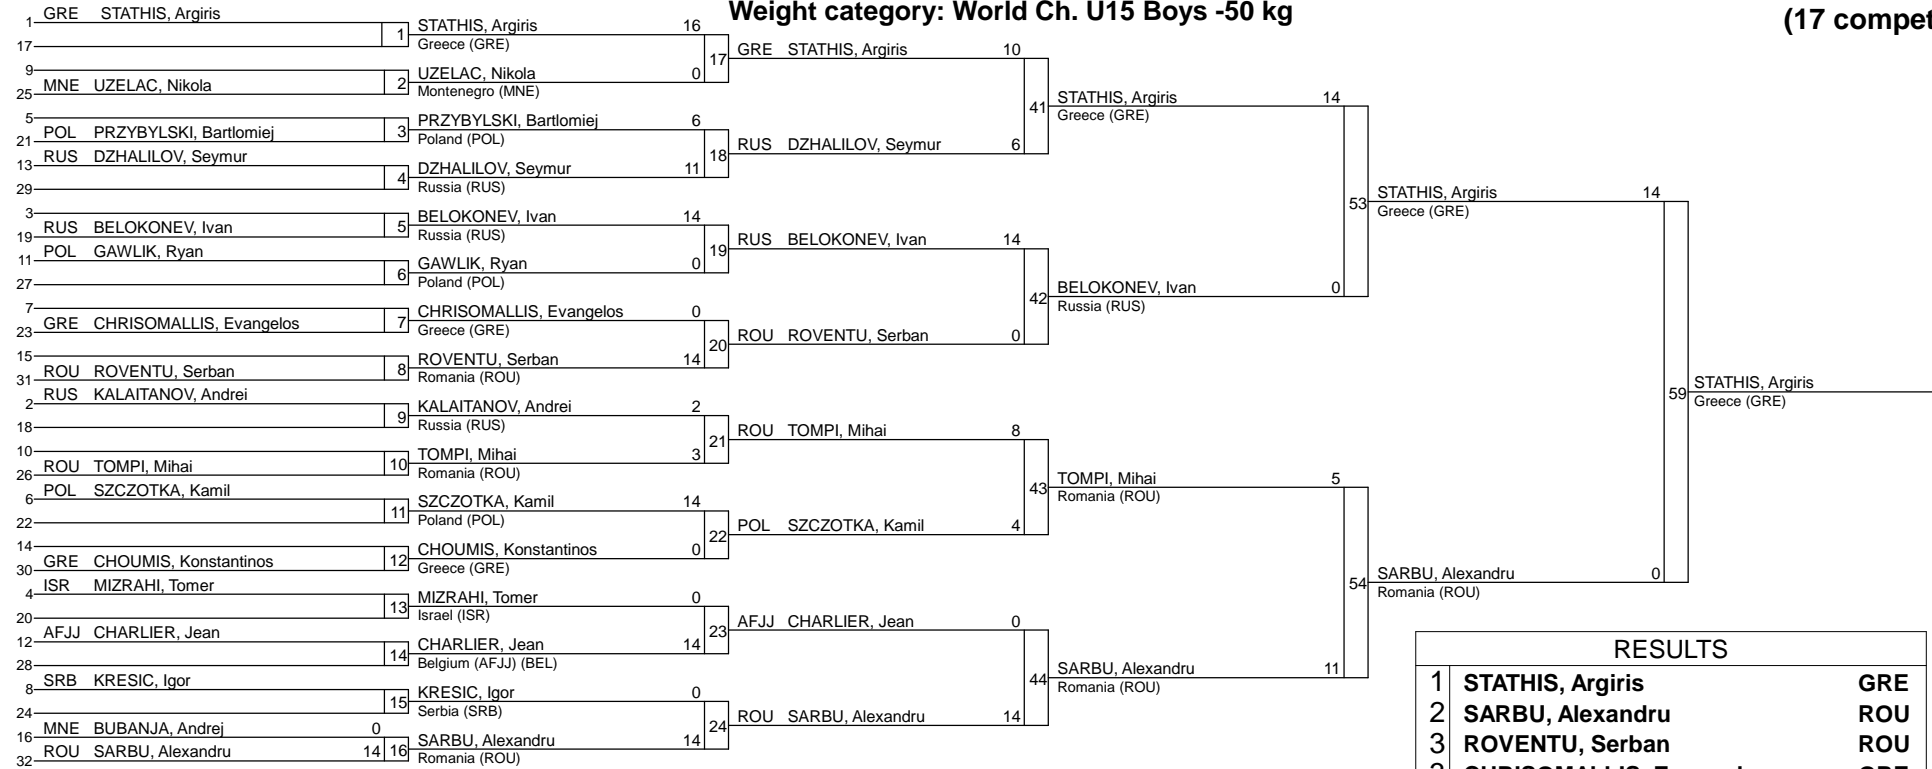 Weight category: World Ch. U15 Boys -50 kg
(17 compet
1 GRE STATHIS, Argiris
17
1
9
25 MNE UZELAC, Nikola
2
5
21 POL PRZYBYLSKI, Bartlomiej
3
13 RUS DZHALILOV, Seymur
29
4
3
19 RUS BELOKONEV, Ivan
5
11 POL GAWLIK, Ryan
27
6
7
23 GRE CHRISOMALLIS, Evangelos
7
15
31 ROU ROVENTU, Serban
8
2 RUS KALAITANOV, Andrei
18
9
10
26 ROU TOMPI, Mihai
10
6 POL SZCZOTKA, Kamil
22
11
14
30 GRE CHOUMIS, Konstantinos
12
4 ISR MIZRAHI, Tomer
20
13
12 AFJJ CHARLIER, Jean
28
14
8 SRB KRESIC, Igor
24
15
16 MNE BUBANJA, Andrej 0
32 ROU SARBU, Alexandru 14
16
STATHIS, Argiris 16
Greece (GRE)
17
UZELAC, Nikola 0
Montenegro (MNE)
PRZYBYLSKI, Bartlomiej 6
Poland (POL)
18
DZHALILOV, Seymur 11
Russia (RUS)
BELOKONEV, Ivan 14
Russia (RUS)
19
GAWLIK, Ryan 0
Poland (POL)
CHRISOMALLIS, Evangelos 0
Greece (GRE)
20
ROVENTU, Serban 14
Romania (ROU)
KALAITANOV, Andrei 2
Russia (RUS)
21
TOMPI, Mihai 3
Romania (ROU)
SZCZOTKA, Kamil 14
Poland (POL)
22
CHOUMIS, Konstantinos 0
Greece (GRE)
MIZRAHI, Tomer 0
Israel (ISR)
23
CHARLIER, Jean 14
Belgium (AFJJ) (BEL)
KRESIC, Igor 0
Serbia (SRB)
24
SARBU, Alexandru 14
Romania (ROU)
GRE STATHIS, Argiris 10
41
RUS DZHALILOV, Seymur 6
RUS BELOKONEV, Ivan 14
42
ROU ROVENTU, Serban 0
ROU TOMPI, Mihai 8
43
POL SZCZOTKA, Kamil 4
AFJJ CHARLIER, Jean 0
44
ROU SARBU, Alexandru 14
STATHIS, Argiris 14
Greece (GRE)
53
BELOKONEV, Ivan 0
Russia (RUS)
TOMPI, Mihai 5
Romania (ROU)
54
SARBU, Alexandru 11
Romania (ROU)
STATHIS, Argiris 14
Greece (GRE)
59
SARBU, Alexandru 0
Romania (ROU)
STATHIS, Argiris
Greece (GRE)
RESULTS
1 STATHIS, Argiris GRE
2 SARBU, Alexandru ROU
3 ROVENTU, Serban ROU